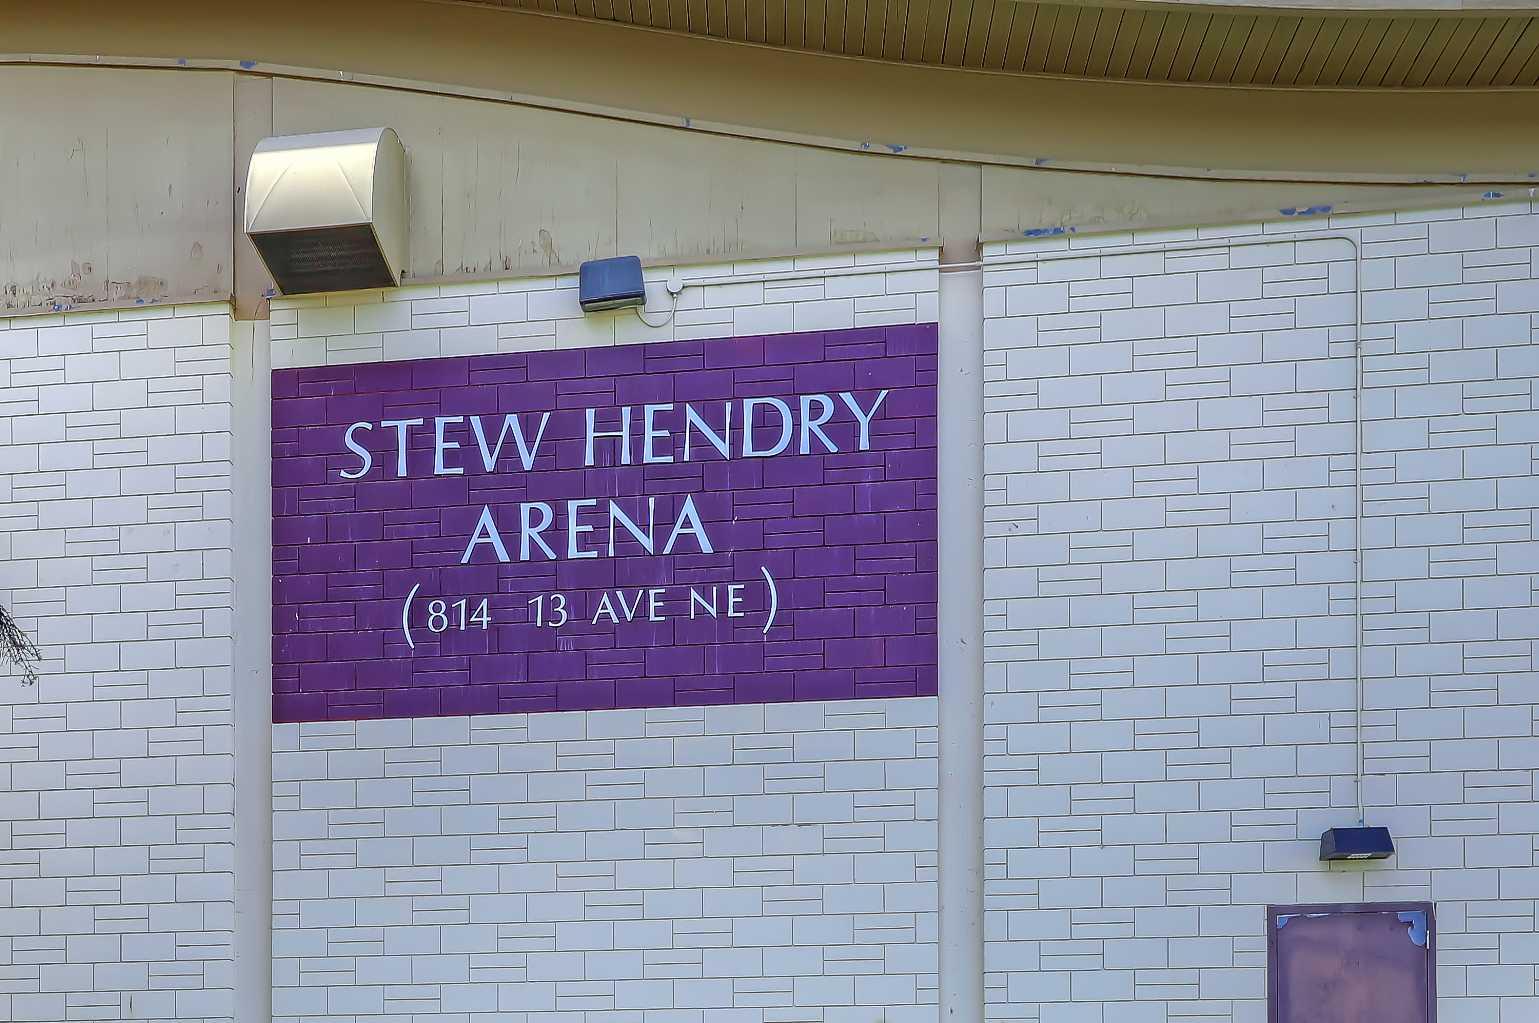 STEW HENDRY
ARENA
(814 13 AVE NE)